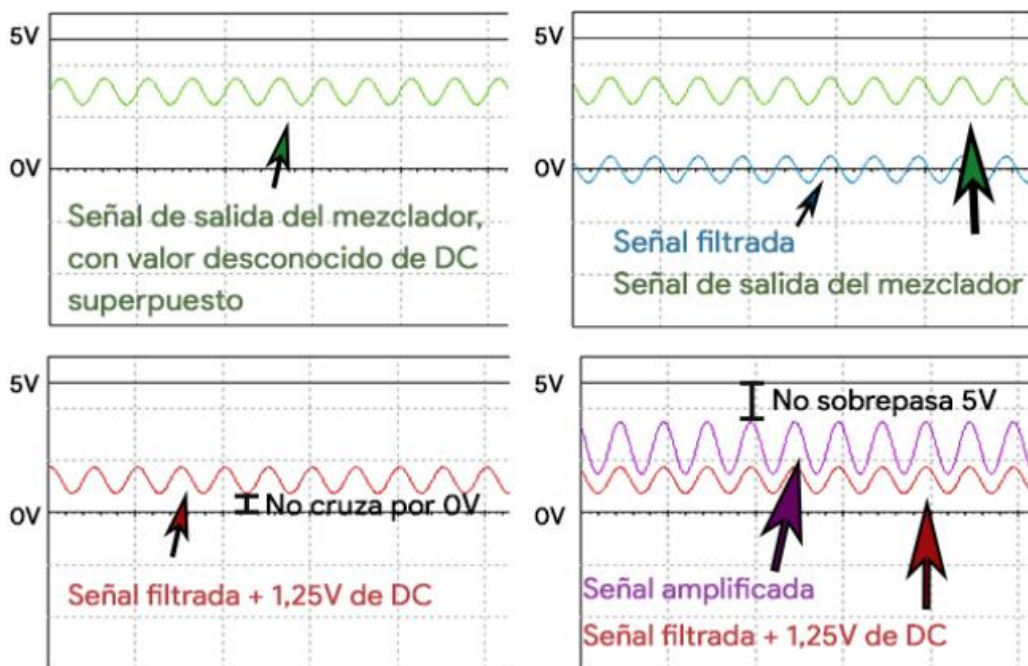 5V
0V
Señal de salida del mezclador,
con valor desconocido de DC
superpuesto
5V
0V
Señal filtrada
Señal de salida del mezclador
5V
No cruza por 0V
0V
Señal filtrada + 1,25V de DC
5V
No sobrepasa 5V
0V
Señal amplificada
Señal filtrada + 1,25V de DC